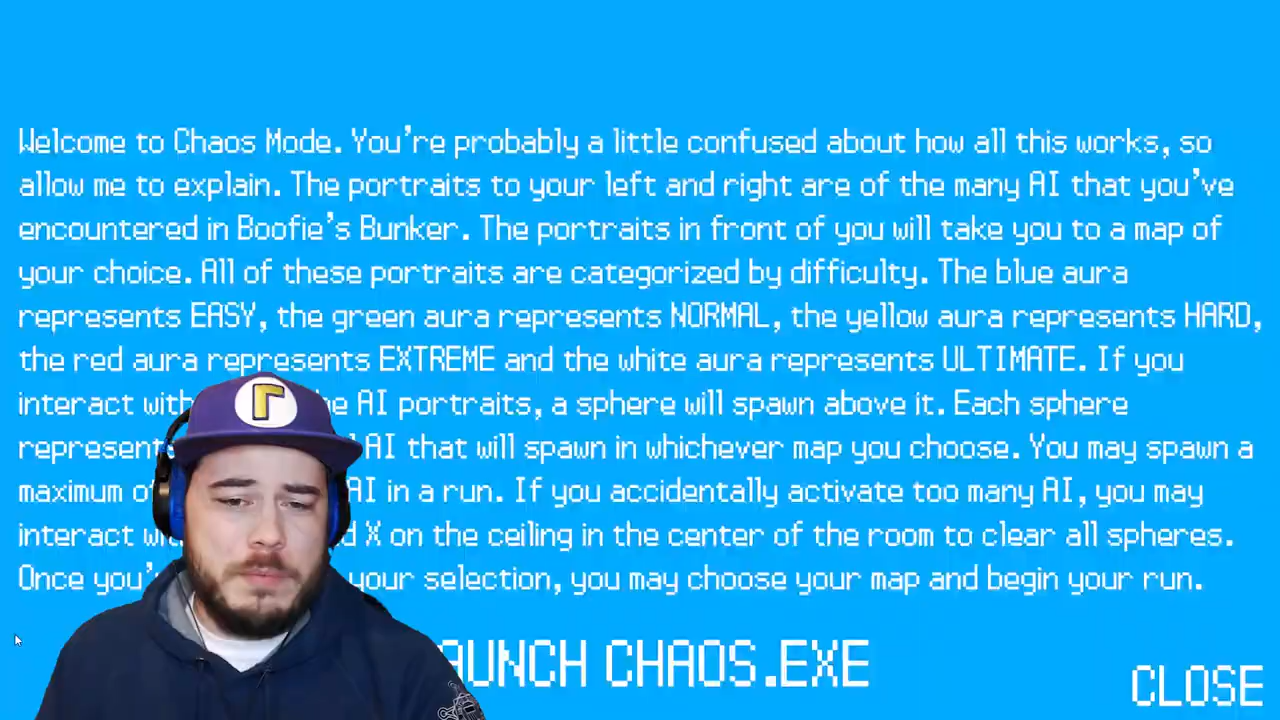 Welcome to Chaos Mode. You're probably a little confused about how all this works, so
allow me to explain. The portraits to your left and right are of the many AI that you've
encountered in Boofie's Bunker. The portraits in front of you will take you to a map of
your choice. All of these portraits are categorized by difficulty. The blue aura
represents EASY, the green aura represents NORMAL, the yellow aura represents HARD,
the red aura represents EXTREME and the white aura represents ULTIMATE. If you
interact with AI portraits, a sphere will spawn above it. Each sphere
AI that will spawn in whichever map you choose. You may spawn a
maximum AI in a run. If you accidentally activate too many AI, you may
interact X on the ceiling in the center of the room to clear all spheres.
Once your selection, you may choose your map and begin your run.
CHAOS.EXE
CLOSE